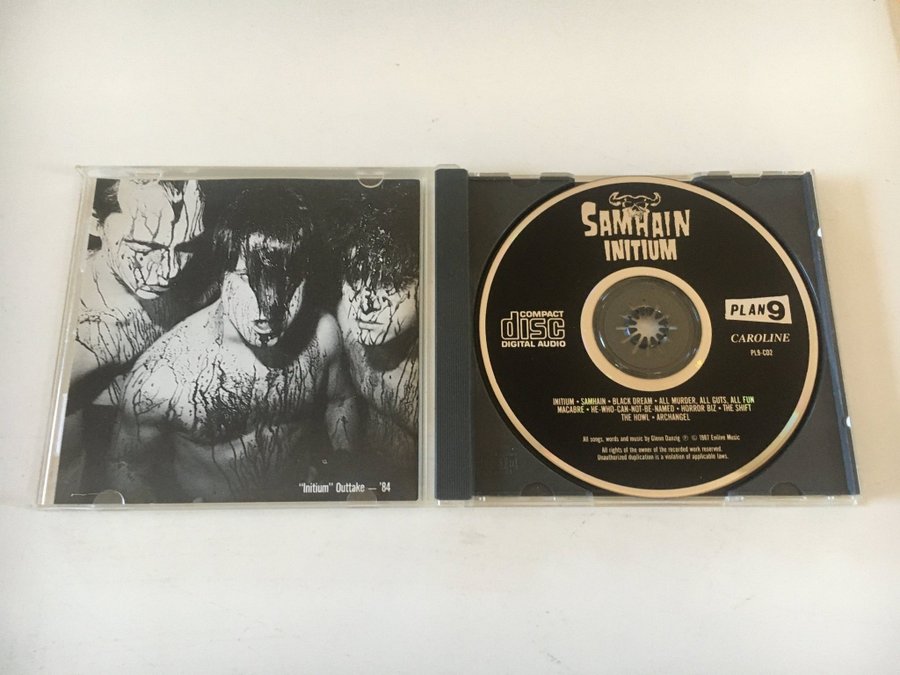 "Initium" Outtake — '84
SAMHAIN
INITIUM
COMPACT
disc
DIGITAL AUDIO
PLAN 9
CAROLINE
PL9-CD2
INITIUM • SAMHAIN • BLACK DREAM • ALL MURDER, ALL GUTS, ALL FUN
MACABRE • HE-WHO-CAN-NOT-BE-NAMED • HORROR BIZ • THE SHIFT
THE HOWL • ARCHANGEL
All songs, words and music by Glenn Danzig ℗ © 1987 Evilive Music
All rights of the owner of the recorded work reserved.
Unauthorized duplication is a violation of applicable laws.